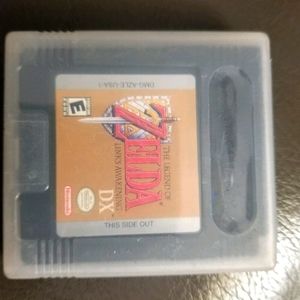 DMG-AZLE-USA-1
THE LEGEND OF
ZELDA
LINK'S AWAKENING
DX
E
Nintendo
THIS SIDE OUT